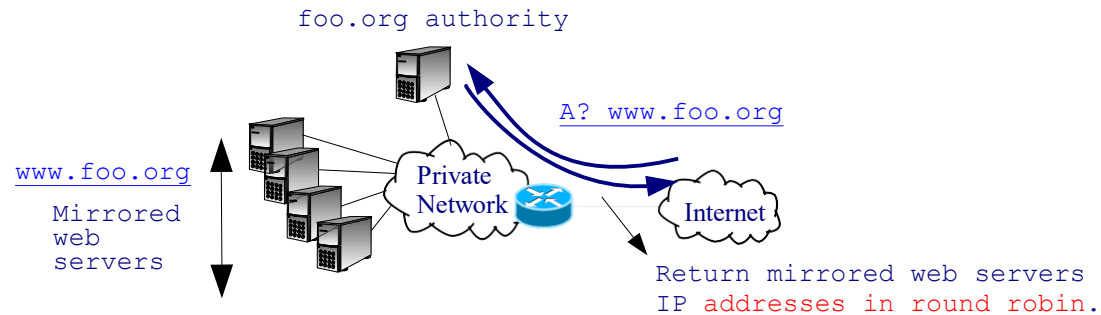 foo.org authority
A? www.foo.org
www.foo.org
Mirrored
web
servers
Private
Network
Internet
Return mirrored web servers
IP addresses in round robin.